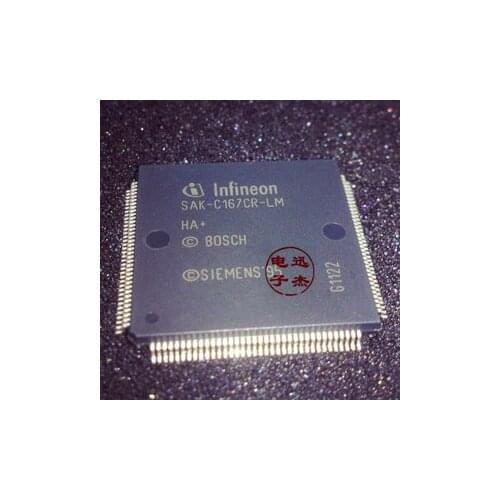 Infineon
SAK-C167CR-LM
HA+
© BOSCH
©SIEMENS'95
G1122
电迅
子杰